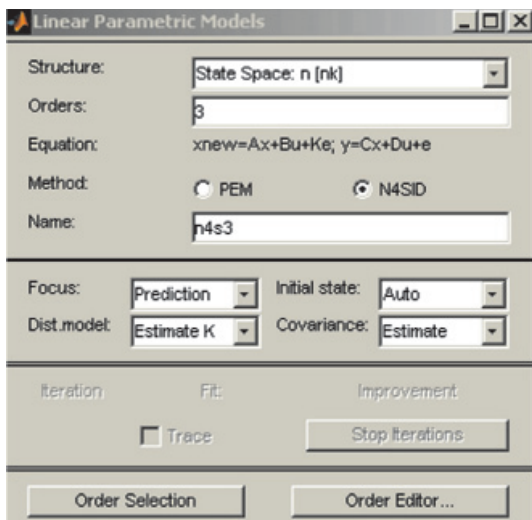 Linear Parametric Models
Structure: State Space: n [nk]
Orders: 3
Equation: xnew=Ax+Bu+Ke; y=Cx+Du+e
Method: PEM N4SID
Name: n4s3
Focus: Prediction Initial state: Auto
Dist.model: Estimate K Covariance: Estimate
Iteration Fit: Improvement
Trace Stop Iterations
Order Selection Order Editor...